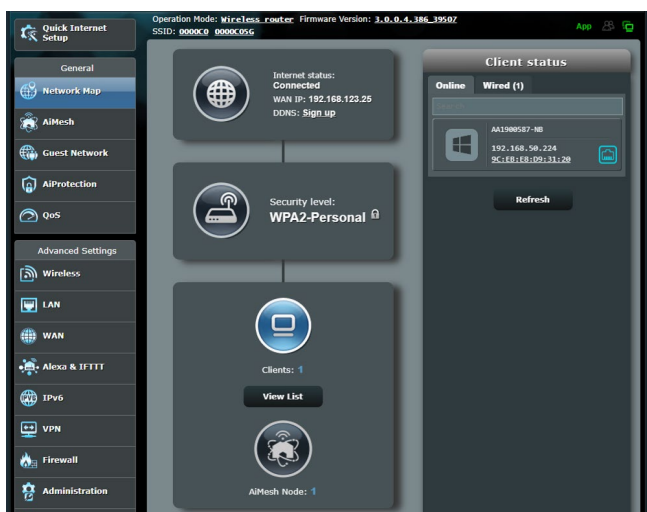 Quick Internet
Setup
General
Network Map
AiMesh
Guest Network
AiProtection
QoS
Advanced Settings
Wireless
LAN
WAN
Alexa & IFTTT
IPv6
VPN
Firewall
Administration
Operation Mode: Wireless router Firmware Version: 3.0.0.4.386_39507
SSID: 0000C0 0000C05G
App
Internet status:
Connected
WAN IP: 192.168.123.25
DDNS: Sign up
Security level:
WPA2-Personal
Clients: 1
View List
AiMesh Node: 1
Client status
Online Wired (1)
AA1900587-NB
192.168.50.224
9C:EB:E8:D9:31:20
Refresh